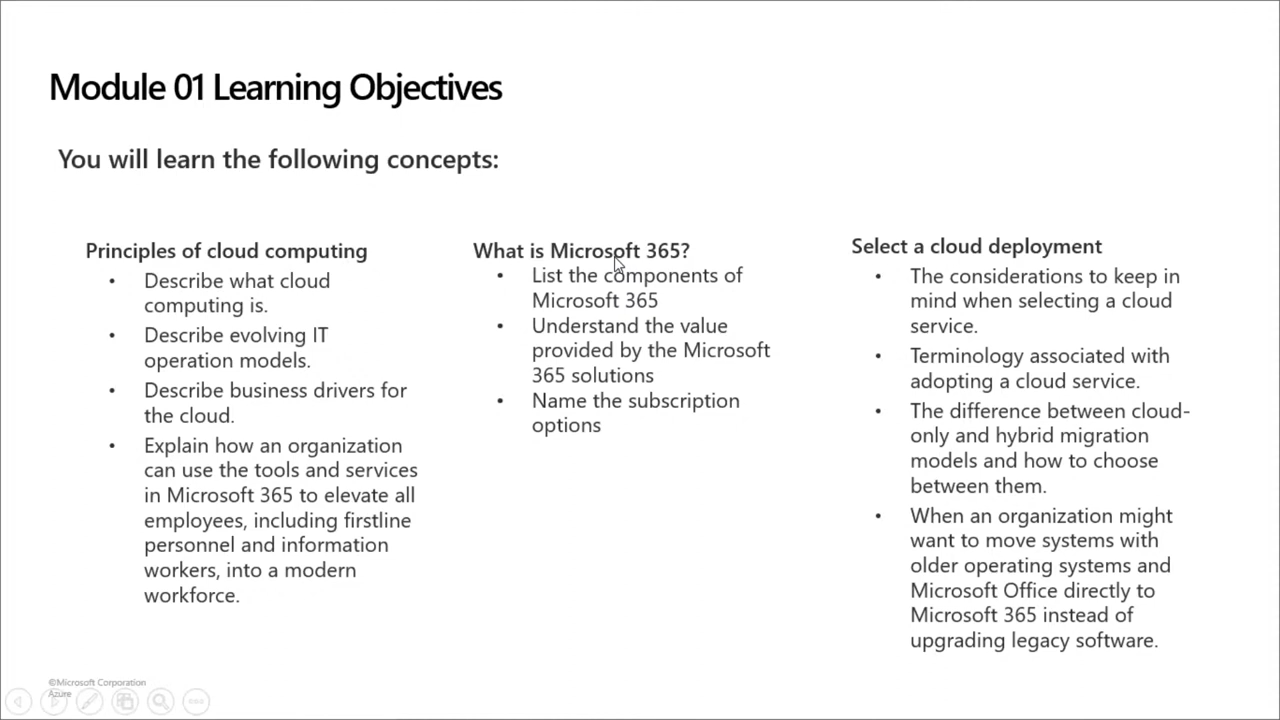 Module 01 Learning Objectives
You will learn the following concepts:
Principles of cloud computing
• Describe what cloud
computing is.
• Describe evolving IT
operation models.
• Describe business drivers for
the cloud.
• Explain how an organization
can use the tools and services
in Microsoft 365 to elevate all
employees, including firstline
personnel and information
workers, into a modern
workforce.
What is Microsoft 365?
• List the components of
Microsoft 365
• Understand the value
provided by the Microsoft
365 solutions
• Name the subscription
options
Select a cloud deployment
• The considerations to keep in
mind when selecting a cloud
service.
• Terminology associated with
adopting a cloud service.
• The difference between cloud-
only and hybrid migration
models and how to choose
between them.
• When an organization might
want to move systems with
older operating systems and
Microsoft Office directly to
Microsoft 365 instead of
upgrading legacy software.
©Microsoft Corporation
Azure